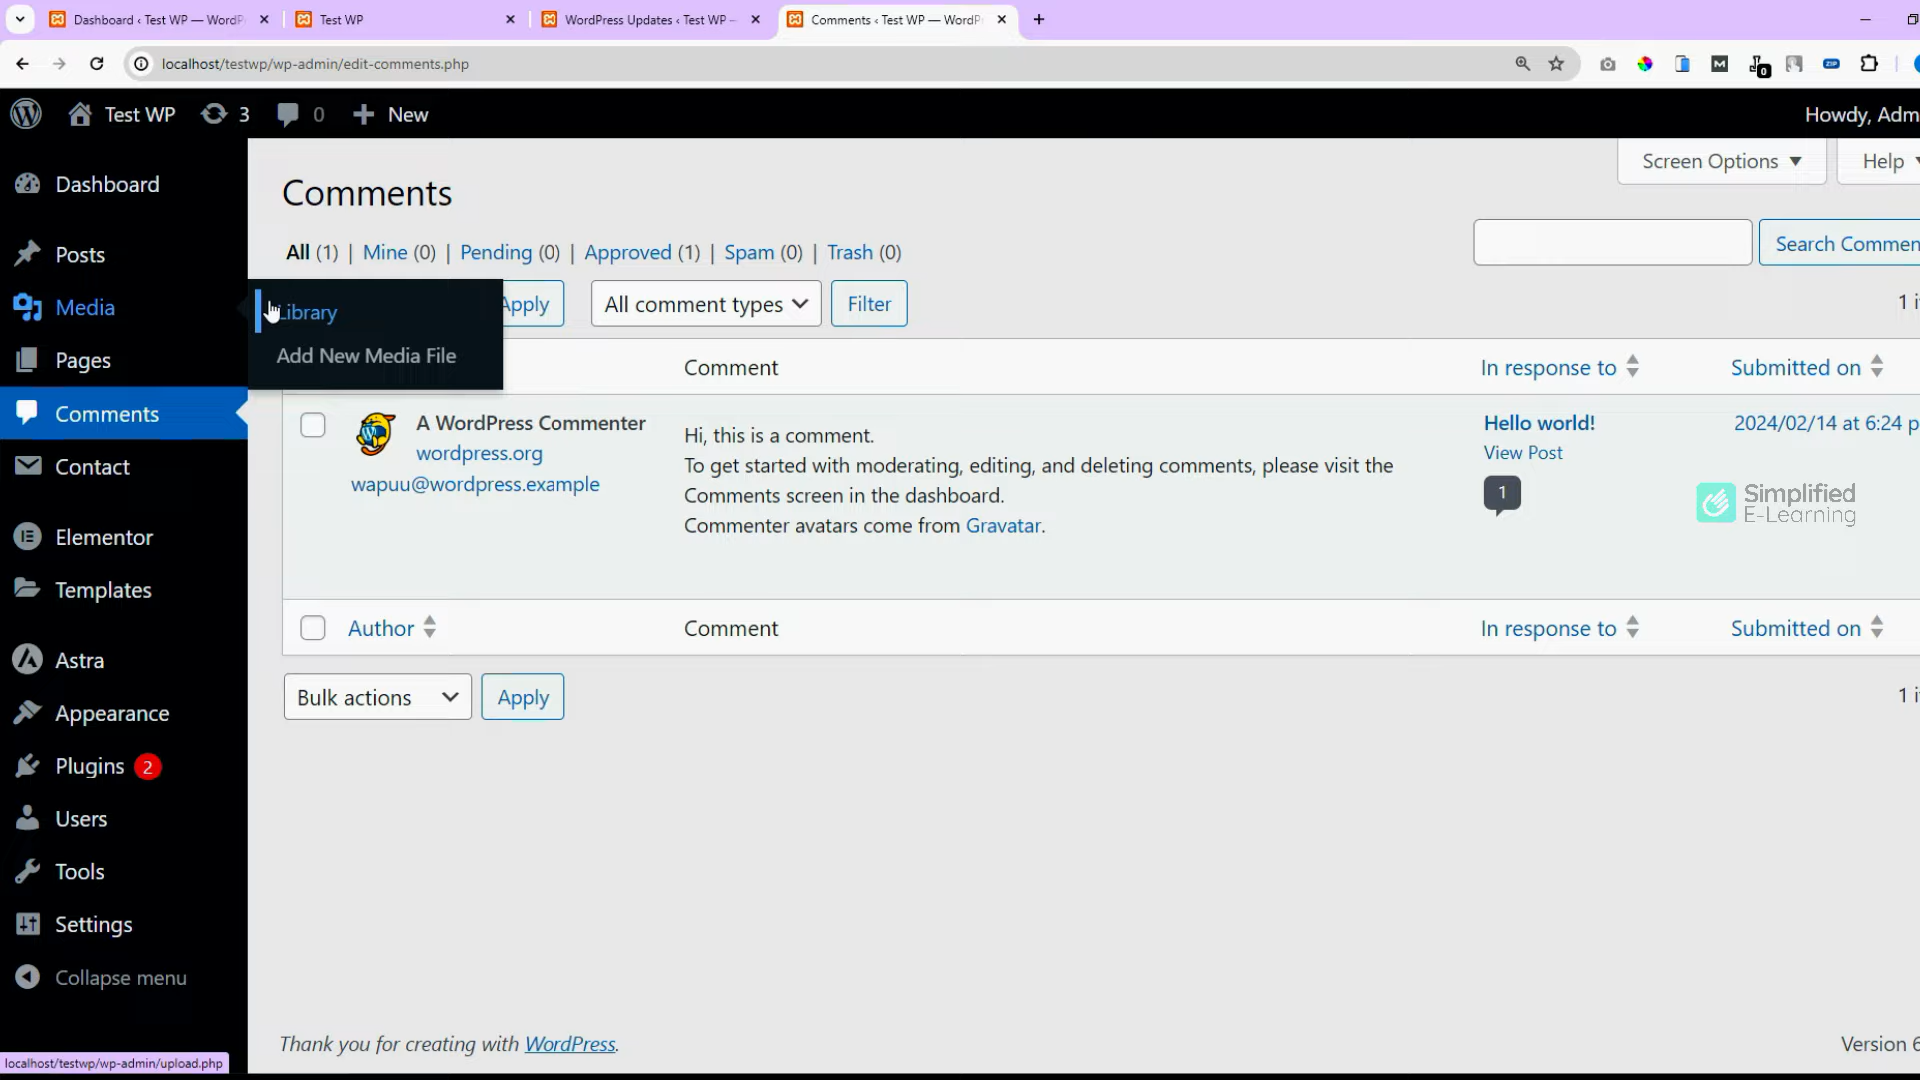 Dashboard ‹ Test WP — WordP
Test WP
WordPress Updates ‹ Test WP –
Comments ‹ Test WP — WordP
localhost/testwp/wp-admin/edit-comments.php
Test WP
3
0
New
Howdy, Adm
Dashboard
Posts
Media
Library
Add New Media File
Pages
Comments
Contact
Elementor
Templates
Astra
Appearance
Plugins 2
Users
Tools
Settings
Collapse menu
Screen Options
Help
Comments
All (1) | Mine (0) | Pending (0) | Approved (1) | Spam (0) | Trash (0)
Search Commen
Apply
All comment types
Filter
1 i
Comment
In response to
Submitted on
A WordPress Commenter
wordpress.org
wapuu@wordpress.example
Hi, this is a comment.
To get started with moderating, editing, and deleting comments, please visit the
Comments screen in the dashboard.
Commenter avatars come from Gravatar.
Hello world!
View Post
1
2024/02/14 at 6:24 p
Simplified
E-Learning
Author
Comment
In response to
Submitted on
Bulk actions
Apply
1 i
Thank you for creating with WordPress.
Version 6
localhost/testwp/wp-admin/upload.php